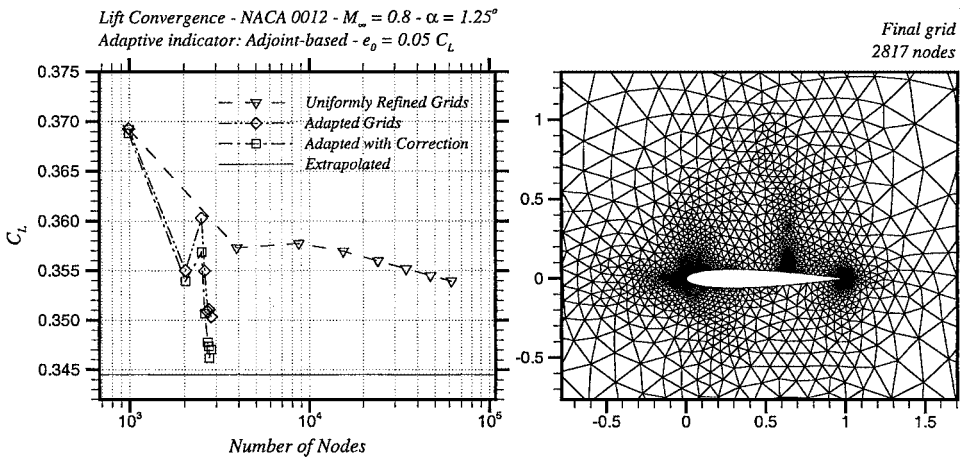 Lift Convergence - NACA 0012 - M∞ = 0.8 - α = 1.25°
Adaptive indicator: Adjoint-based - e₀ = 0.05 C_L
0.375
0.370
0.365
0.360
0.355
0.350
0.345
C_L
Uniformly Refined Grids
Adapted Grids
Adapted with Correction
Extrapolated
10³
10⁴
10⁵
Number of Nodes
Final grid
2817 nodes
1
0.5
0
-0.5
-0.5
0
0.5
1
1.5